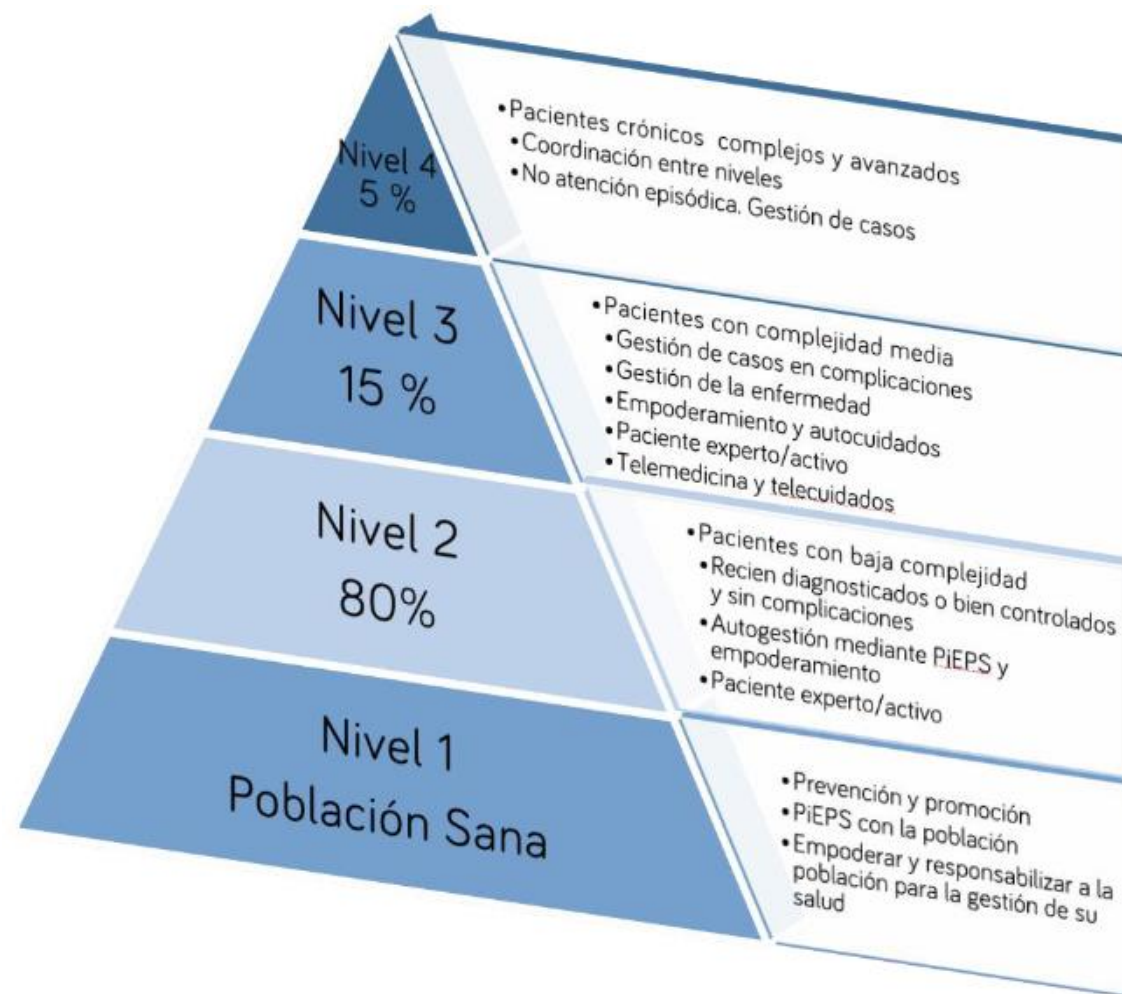 Nivel 4
5 %
•Pacientes crónicos  complejos y avanzados
•Coordinación entre niveles
•No atención episódica. Gestión de casos
Nivel 3
15 %
•Pacientes con complejidad media
•Gestión de casos en complicaciones
•Gestión de la enfermedad
•Empoderamiento y autocuidados
•Paciente experto/activo
•Telemedicina y telecuidados
Nivel 2
80%
•Pacientes con baja complejidad
•Recien diagnosticados o bien controlados
y sin complicaciones
•Autogestión mediante PiEPS y
empoderamiento
•Paciente experto/activo
Nivel 1
Población Sana
•Prevención y promoción
•PiEPS con la población
•Empoderar y responsabilizar a la
población para la gestión de su
salud